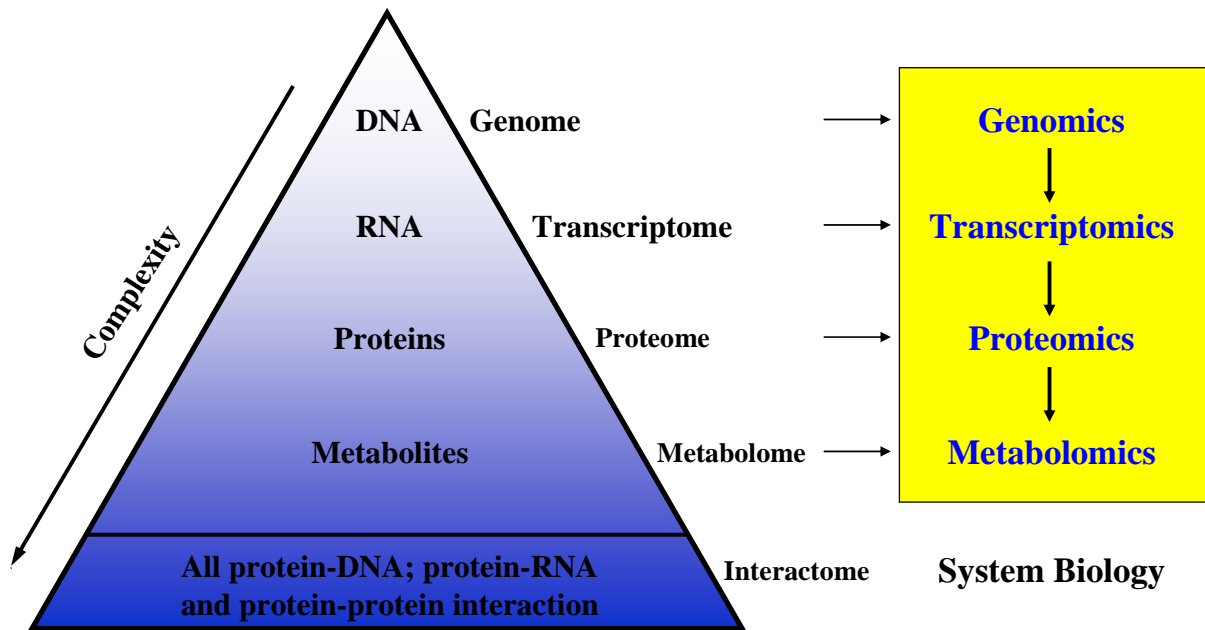 DNA Genome Genomics
RNA Transcriptome Transcriptomics
Complexity
Proteins Proteome Proteomics
Metabolites Metabolome Metabolomics
All protein-DNA; protein-RNA
and protein-protein interaction
Interactome
System Biology